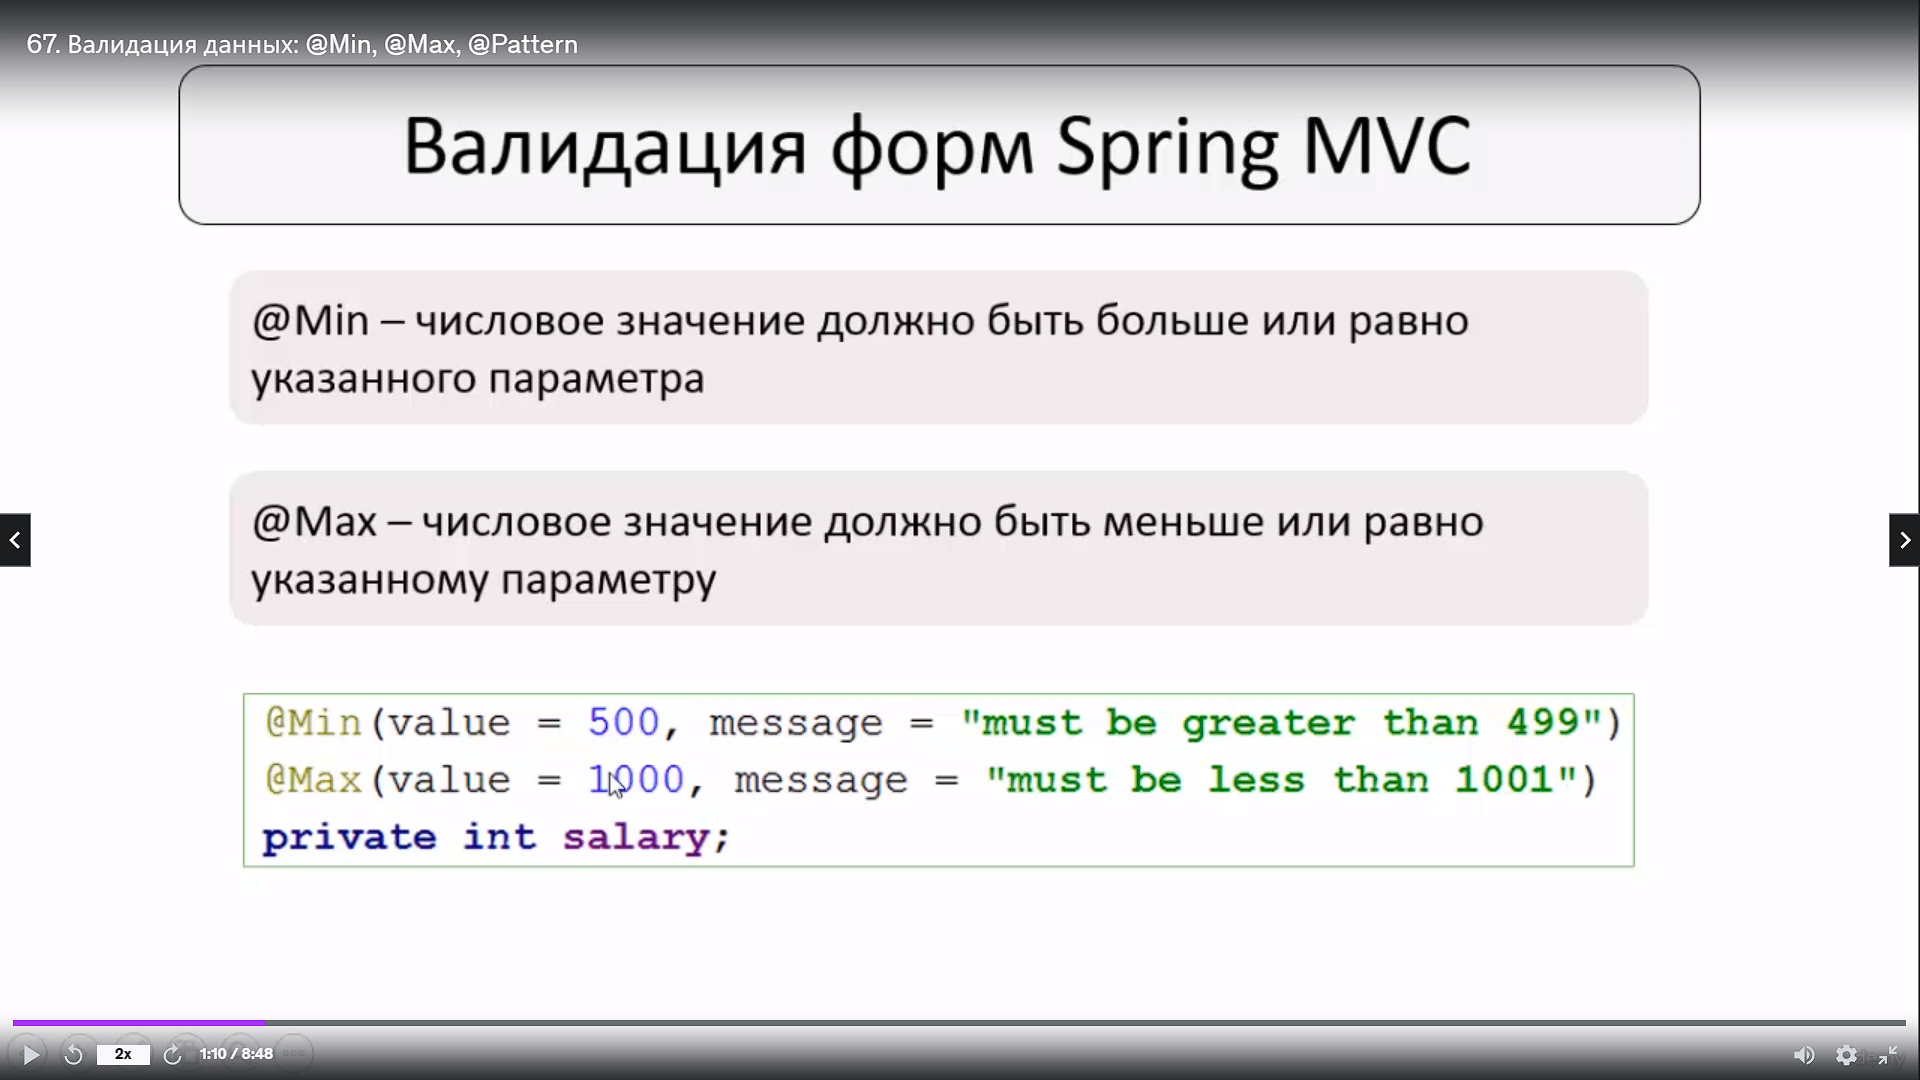 67. Валидация данных: @Min, @Max, @Pattern
Валидация форм Spring MVC
@Min – числовое значение должно быть больше или равно
указанного параметра
@Max – числовое значение должно быть меньше или равно
указанному параметру
@Min(value = 500, message = "must be greater than 499")
@Max(value = 1000, message = "must be less than 1001")
private int salary;
2x
1:10 / 8:48